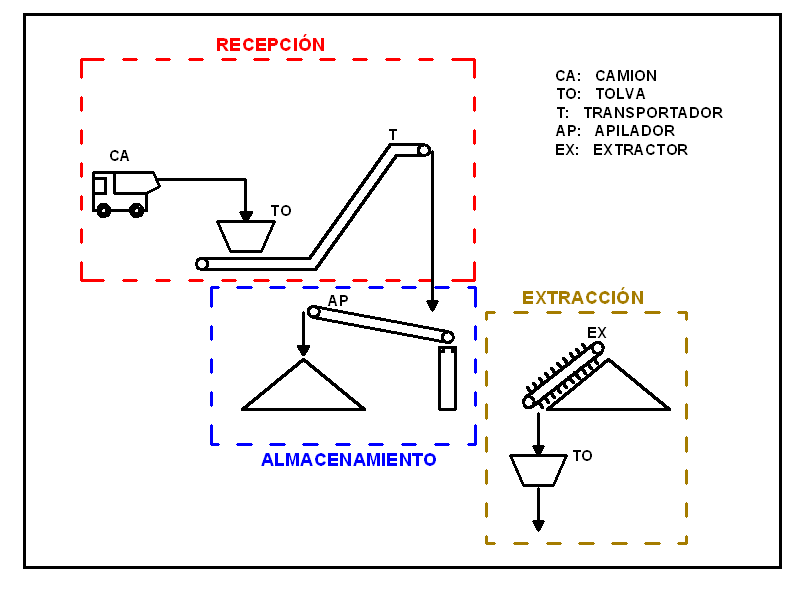 RECEPCIÓN
CA: CAMION
TO: TOLVA
T: TRANSPORTADOR
AP: APILADOR
EX: EXTRACTOR
T
CA
TO
AP
EXTRACCIÓN
EX
ALMACENAMIENTO
TO